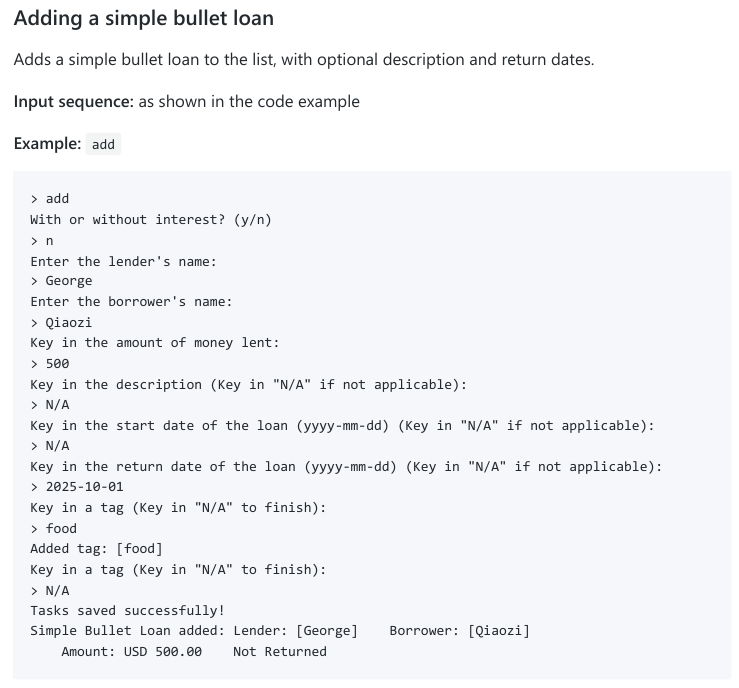 Adding a simple bullet loan
Adds a simple bullet loan to the list, with optional description and return dates.
Input sequence: as shown in the code example
Example: add
> add
With or without interest? (y/n)
> n
Enter the lender's name:
> George
Enter the borrower's name:
> Qiaozi
Key in the amount of money lent:
> 500
Key in the description (Key in "N/A" if not applicable):
> N/A
Key in the start date of the loan (yyyy-mm-dd) (Key in "N/A" if not applicable):
> N/A
Key in the return date of the loan (yyyy-mm-dd) (Key in "N/A" if not applicable):
> 2025-10-01
Key in a tag (Key in "N/A" to finish):
> food
Added tag: [food]
Key in a tag (Key in "N/A" to finish):
> N/A
Tasks saved successfully!
Simple Bullet Loan added: Lender: [George]    Borrower: [Qiaozi]
    Amount: USD 500.00    Not Returned